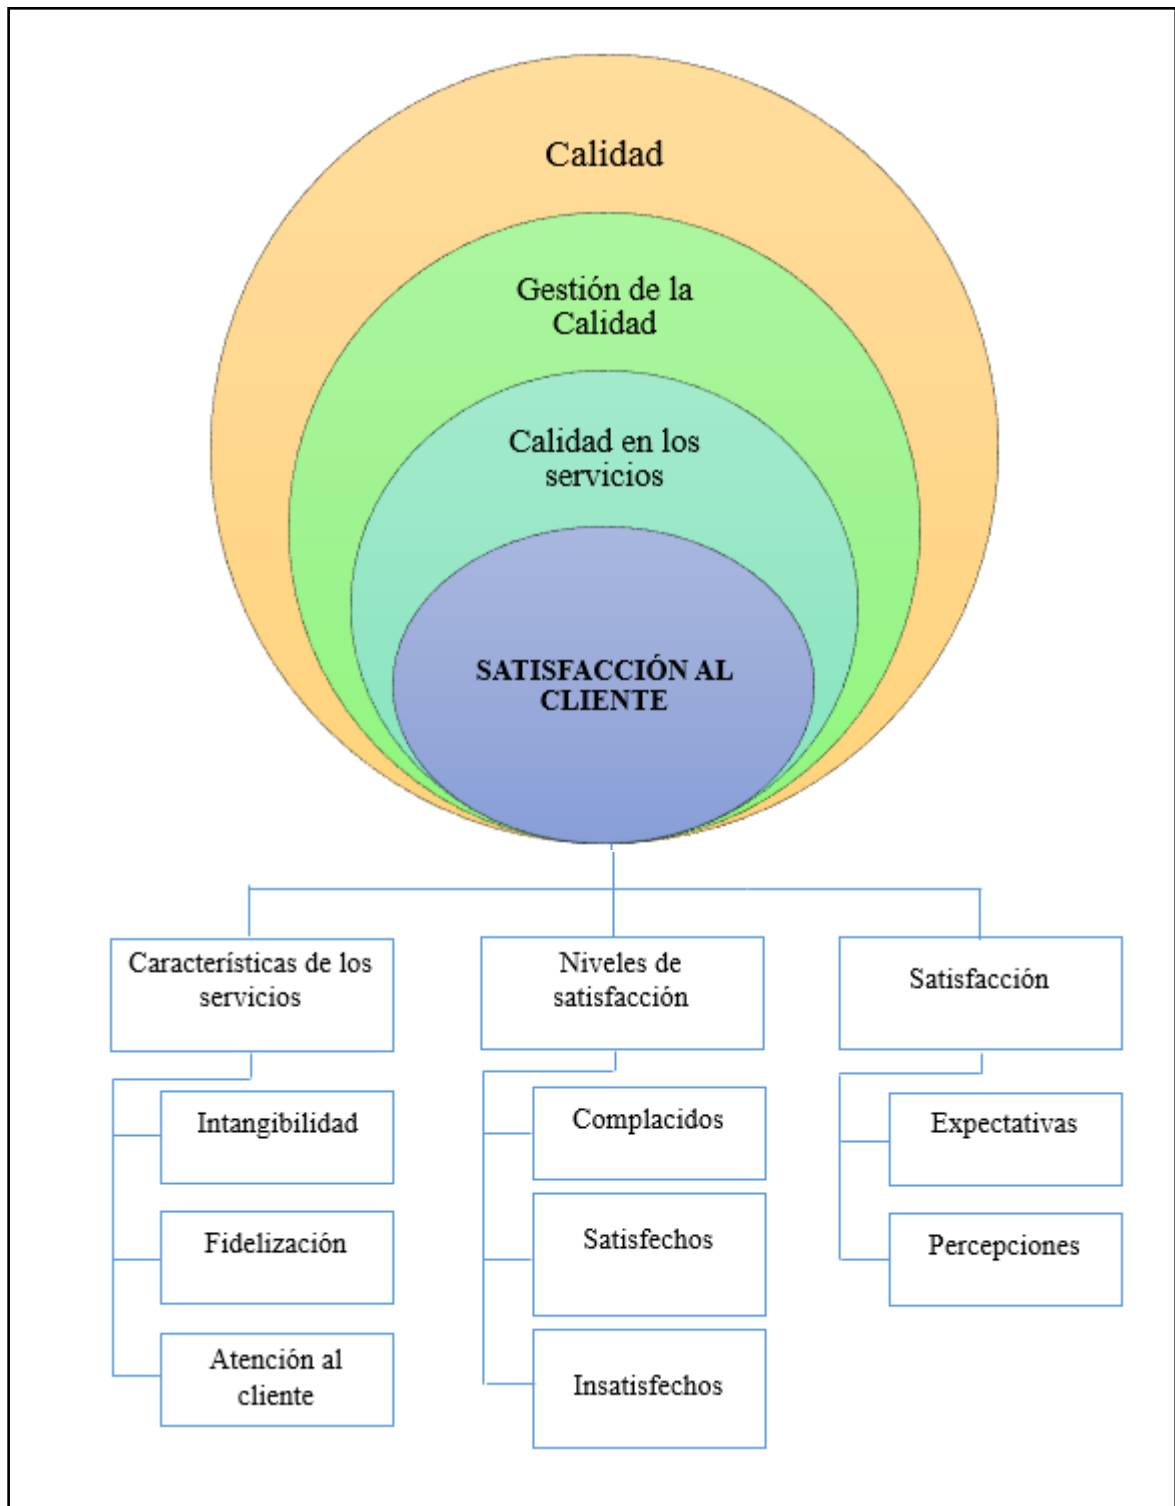 Calidad
Gestión de la
Calidad
Calidad en los
servicios
SATISFACCIÓN AL
CLIENTE
Características de los
servicios
Intangibilidad
Fidelización
Atención al
cliente
Niveles de
satisfacción
Complacidos
Satisfechos
Insatisfechos
Satisfacción
Expectativas
Percepciones